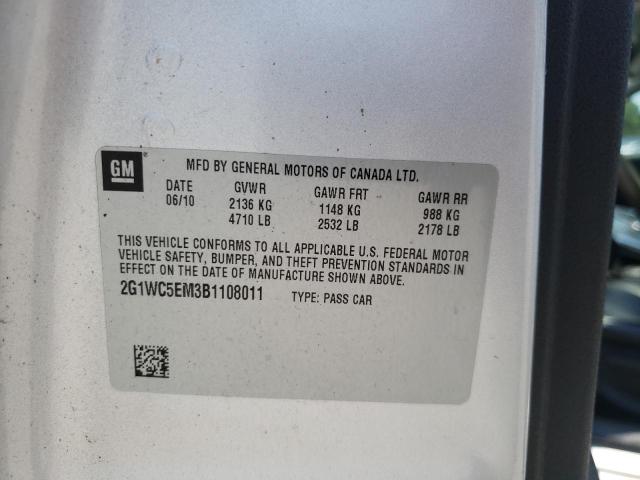 GM
MFD BY GENERAL MOTORS OF CANADA LTD.
DATE GVWR GAWR FRT GAWR RR
06/10 2136 KG 1148 KG 988 KG
4710 LB 2532 LB 2178 LB
THIS VEHICLE CONFORMS TO ALL APPLICABLE U.S. FEDERAL MOTOR
VEHICLE SAFETY, BUMPER, AND THEFT PREVENTION STANDARDS IN
EFFECT ON THE DATE OF MANUFACTURE SHOWN ABOVE.
2G1WC5EM3B1108011 TYPE: PASS CAR